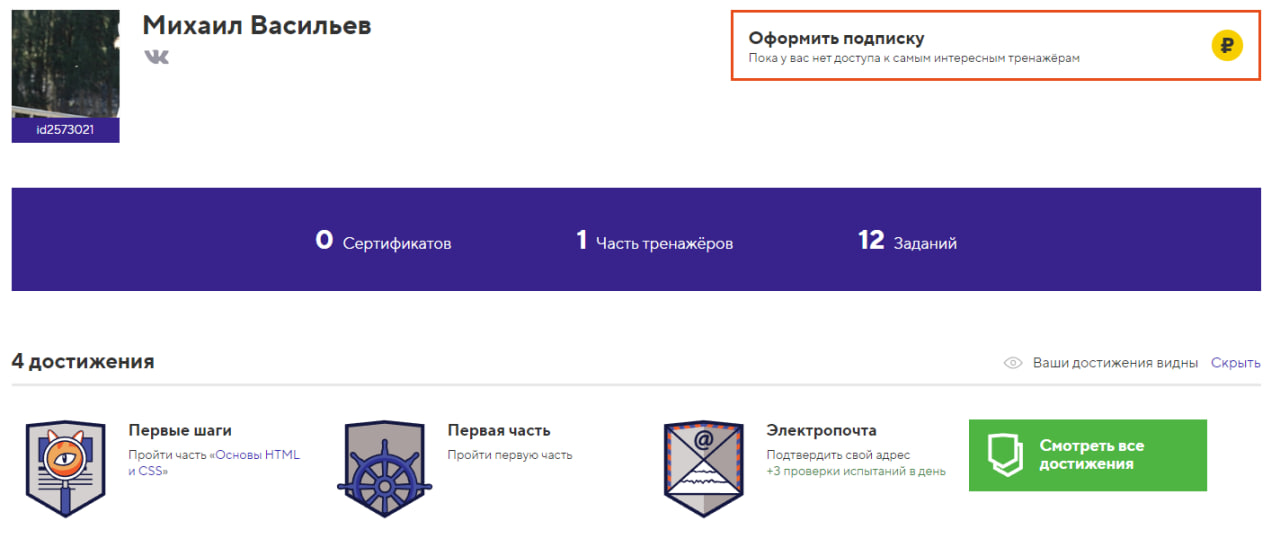 Михаил Васильев
id2573021
Оформить подписку
Пока у вас нет доступа к самым интересным тренажёрам
₽
0 Сертификатов
1 Часть тренажёров
12 Заданий
4 достижения
Ваши достижения видны Скрыть
Первые шаги
Пройти часть «Основы HTML
и CSS»
Первая часть
Пройти первую часть
@
Электропочта
Подтвердить свой адрес
+3 проверки испытаний в день
Смотреть все
достижения